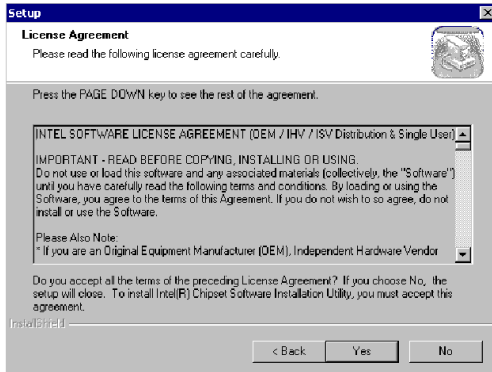 Setup
License Agreement
Please read the following license agreement carefully.
Press the PAGE DOWN key to see the rest of the agreement.
INTEL SOFTWARE LICENSE AGREEMENT (OEM / IHV / ISV Distribution & Single User)
IMPORTANT - READ BEFORE COPYING, INSTALLING OR USING.
Do not use or load this software and any associated materials (collectively, the "Software")
until you have carefully read the following terms and conditions. By loading or using the
Software, you agree to the terms of this Agreement. If you do not wish to so agree, do not
install or use the Software.
Please Also Note:
* If you are an Original Equipment Manufacturer (OEM), Independent Hardware Vendor
Do you accept all the terms of the preceding License Agreement? If you choose No, the
setup will close. To install Intel(R) Chipset Software Installation Utility, you must accept this
agreement.
InstallShield
< Back Yes No